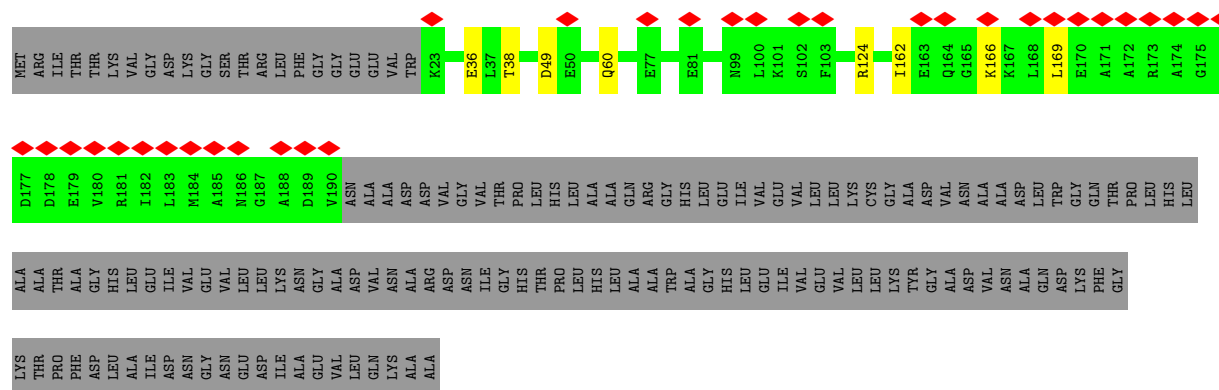 MET ARG ILE THR THR LYS VAL GLY ASP LYS GLY SER THR ARG LEU PHE GLY GLY GLU GLU VAL TRP K23 E36 L37 T38 D49 E50 Q60 E77 E81 N99 L100 K101 S102 F103 R124 I162 E163 Q164 G165 K166 K167 L168 L169 E170 A171 A172 R173 A174 G175
D177 D178 E179 V180 R181 I182 L183 M184 A185 N186 G187 A188 D189 V190 ASN ALA ALA ASP ASP VAL GLY VAL THR PRO LEU HIS LEU ALA ALA GLN ARG GLY HIS LEU GLU ILE VAL GLU VAL LEU LEU LYS CYS GLY ALA ASP VAL ASN ALA ALA ASP LEU TRP GLY GLN THR PRO LEU HIS LEU
ALA ALA THR ALA GLY HIS LEU GLU ILE VAL GLU VAL LEU LEU LYS ASN GLY ALA ASP VAL ASN ALA ARG ASP ASN ILE GLY HIS THR PRO LEU HIS LEU ALA ALA TRP ALA GLY HIS LEU GLU ILE VAL GLU VAL LEU LEU LYS TYR GLY ALA ASP VAL ASN ALA GLN ASP LYS PHE GLY
LYS THR PRO PHE ASP LEU ALA ILE ASP ASN GLY ASN GLU ASP ILE ALA GLU VAL LEU GLN LYS ALA ALA